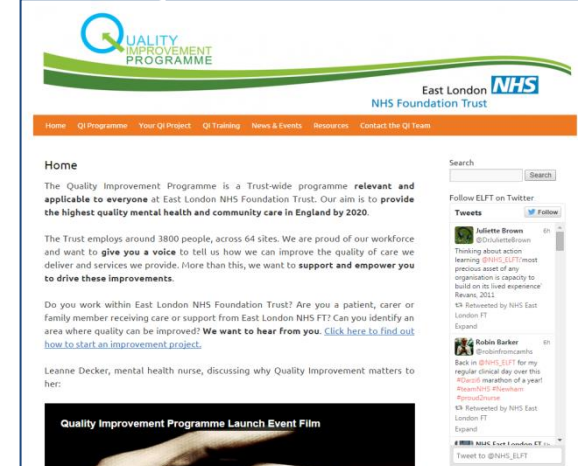 QUALITY
IMPROVEMENT
PROGRAMME
East London NHS
NHS Foundation Trust
Home QI Programme Your QI Project QI Training News & Events Resources Contact the QI Team
Home
The Quality Improvement Programme is a Trust-wide programme relevant and
applicable to everyone at East London NHS Foundation Trust. Our aim is to provide
the highest quality mental health and community care in England by 2020.
The Trust employs around 3800 people, across 64 sites. We are proud of our workforce
and want to give you a voice to tell us how we can improve the quality of care we
deliver and services we provide. More than this, we want to support and empower you
to drive these improvements.
Do you work within East London NHS Foundation Trust? Are you a patient, carer or
family member receiving care or support from East London NHS FT? Can you identify an
area where quality can be improved? We want to hear from you. Click here to find out
how to start an improvement project.
Leanne Decker, mental health nurse, discussing why Quality Improvement matters to
her:
Quality Improvement Programme Launch Event Film
Search
Search
Follow ELFT on Twitter
Tweets Follow
Juliette Brown 6h
@DrJulietteBrown
Thinking about action
learning @NHS_ELFT/'most
precious asset of any
organisation is capacity to
build on its lived experience'
Revans, 2011
Retweeted by NHS East
London FT
Expand
Robin Barker 6h
@robinfromcamhs
Back in @NHS_ELFT for my
regular clinical day over this
marathon of a year!
#teamNHS #Newham
#proud2nurse
Retweeted by NHS East
London FT
Expand
NHS East London FT
Tweet to @NHS_ELFT